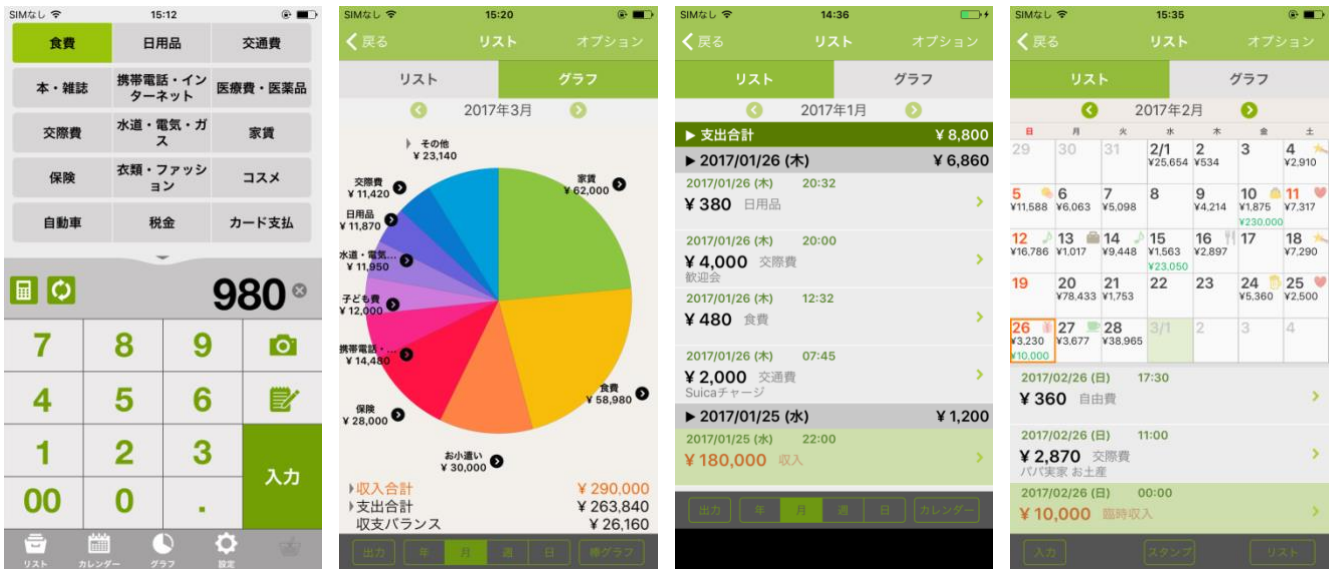 SIMなし 15:12
食費 日用品 交通費
本・雑誌 携帯電話・イン
ターネット 医療費・医薬品
交際費 水道・電気・ガ
ス 家賃
保険 衣類・ファッシ
ョン コスメ
自動車 税金 カード支払
980
7 8 9
4 5 6
1 2 3
入力
00 0 .
リスト カレンダー グラフ 設定
SIMなし 15:20
戻る リスト オプション
リスト グラフ
2017年3月
その他
¥ 23,140
家賃
¥ 62,000
交際費
¥ 11,420
日用品
¥ 11,870
水道・電気...
¥ 11,950
子ども費
¥ 12,000
携帯電話・...
¥ 14,480
食費
¥ 58,980
保険
¥ 28,000
お小遣い
¥ 30,000
収入合計 ¥ 290,000
支出合計 ¥ 263,840
収支バランス ¥ 26,160
出力 年 月 週 日 棒グラフ
SIMなし 14:36
戻る リスト オプション
リスト グラフ
2017年1月
▶ 支出合計 ¥ 8,800
▶ 2017/01/26 (木) ¥ 6,860
2017/01/26 (木) 20:32
¥ 380 日用品
2017/01/26 (木) 20:00
¥ 4,000 交際費
歓迎会
2017/01/26 (木) 12:32
¥ 480 食費
2017/01/26 (木) 07:45
¥ 2,000 交通費
Suicaチャージ
▶ 2017/01/25 (水) ¥ 1,200
2017/01/25 (水) 22:00
¥ 180,000 収入
出力 年 月 週 日 カレンダー
SIMなし 15:35
戻る リスト オプション
リスト グラフ
2017年2月
日 月 火 水 木 金 土
29 30 31 2/1 2 3 4
¥25,654 ¥534 ¥2,910
5 6 7 8 9 10 11
¥11,588 ¥6,063 ¥5,098 ¥4,214 ¥1,875 ¥7,317
¥230,000
12 13 14 15 16 17 18
¥16,786 ¥1,017 ¥9,448 ¥1,563 ¥2,897 ¥7,290
¥23,050
19 20 21 22 23 24 25
¥78,433 ¥1,753 ¥5,360 ¥2,500
26 27 28 3/1 2 3 4
¥3,230 ¥3,677 ¥38,965
¥10,000
2017/02/26 (日) 17:30
¥ 360 自由費
2017/02/26 (日) 11:00
¥ 2,870 交際費
パパ実家 お土産
2017/02/26 (日) 00:00
¥ 10,000 臨時収入
入力 スタンプ リスト